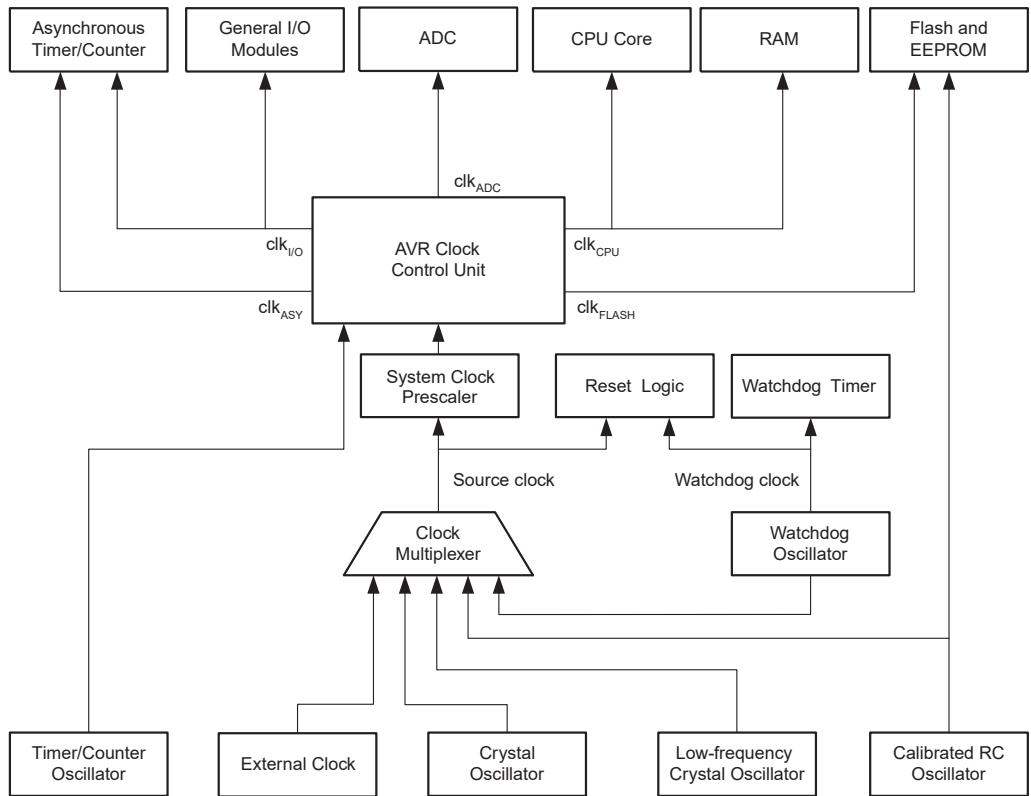 Asynchronous
Timer/Counter
General I/O
Modules
ADC
CPU Core
RAM
Flash and
EEPROM
clkADC
clkI/O
AVR Clock
Control Unit
clkCPU
clkASY
clkFLASH
System Clock
Prescaler
Reset Logic
Watchdog Timer
Source clock
Watchdog clock
Clock
Multiplexer
Watchdog
Oscillator
Timer/Counter
Oscillator
External Clock
Crystal
Oscillator
Low-frequency
Crystal Oscillator
Calibrated RC
Oscillator